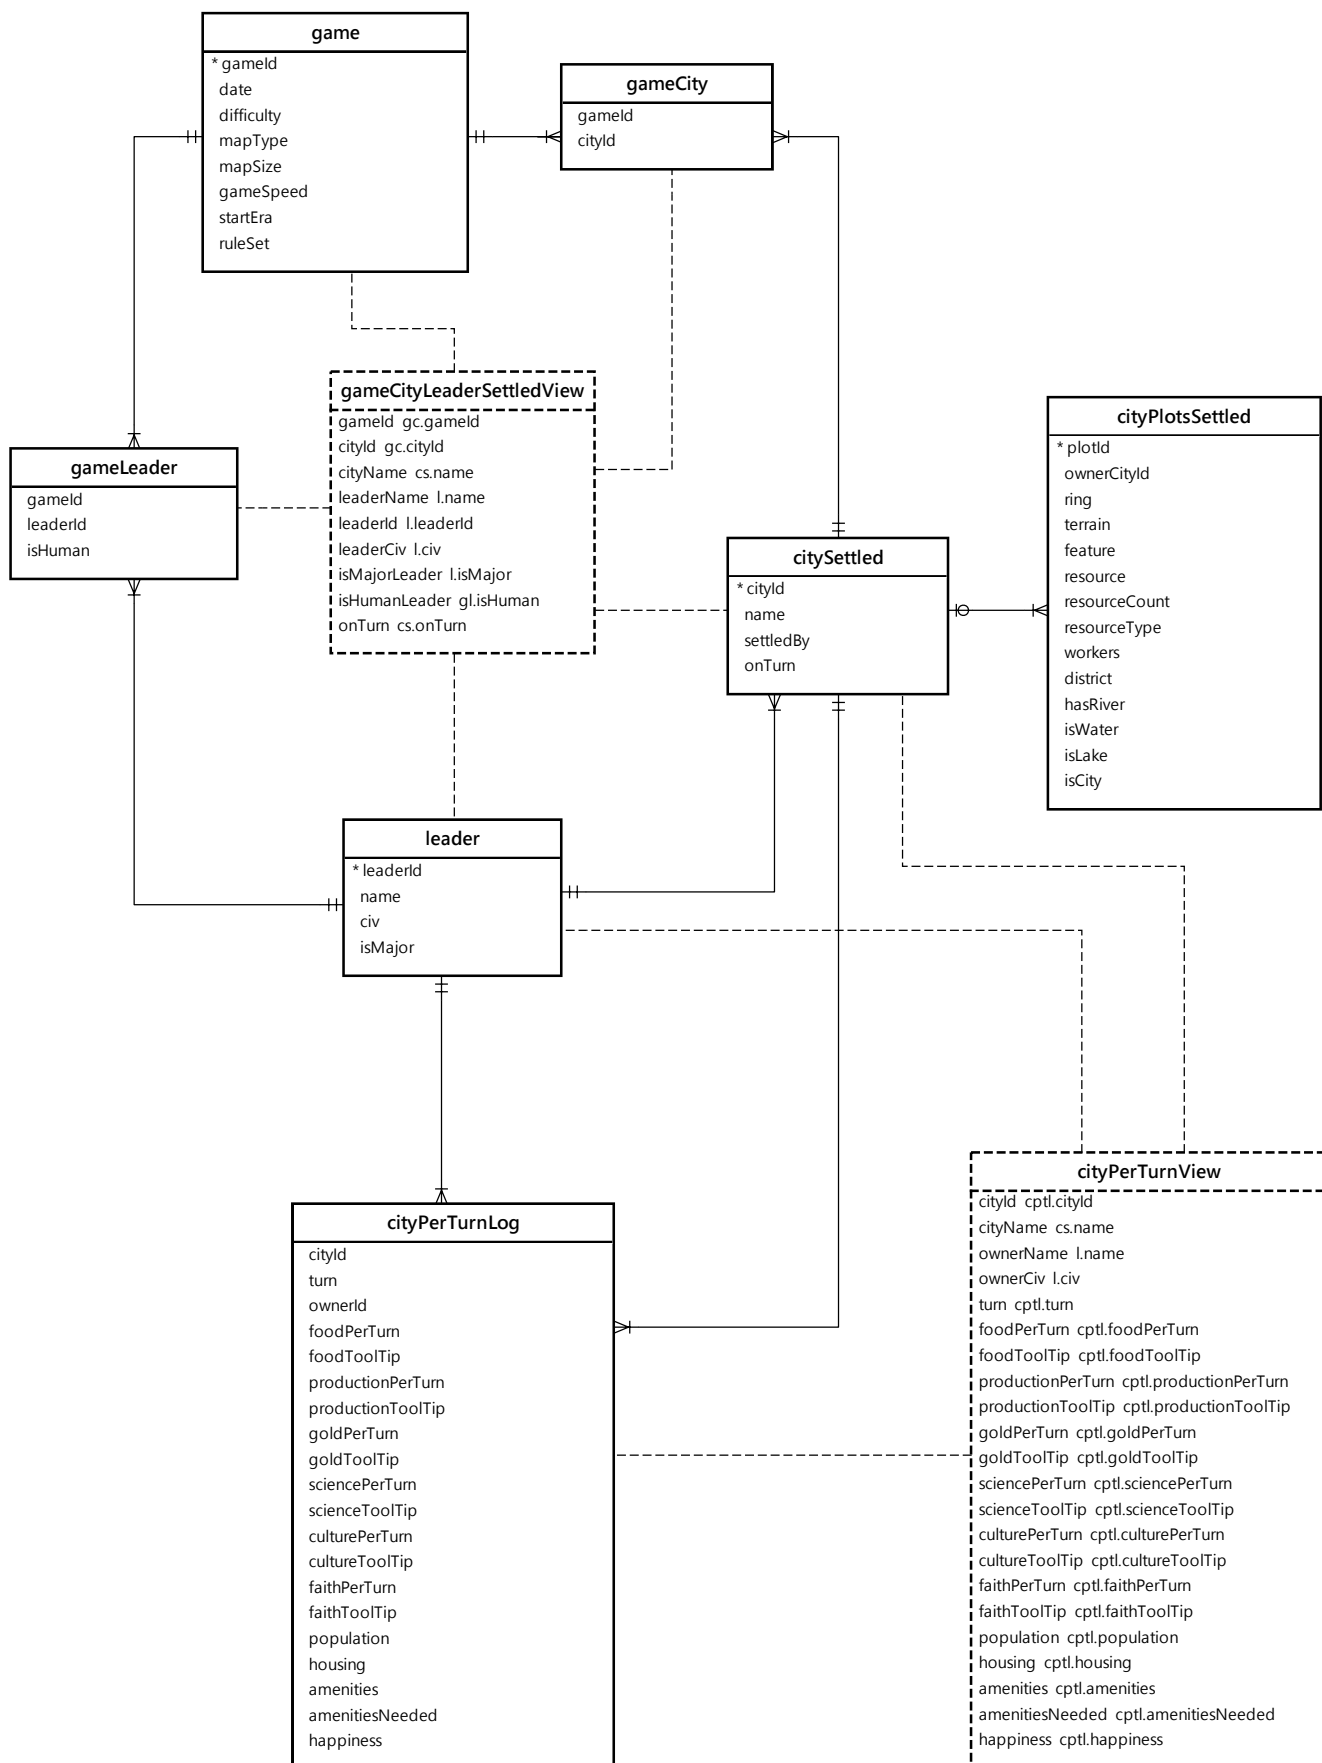 game
* gameId
date
difficulty
mapType
mapSize
gameSpeed
startEra
ruleSet
gameCity
gameId
cityId
gameCityLeaderSettledView
gameId gc.gameId
cityId gc.cityId
cityName cs.name
leaderName l.name
leaderId l.leaderId
leaderCiv l.civ
isMajorLeader l.isMajor
isHumanLeader gl.isHuman
onTurn cs.onTurn
cityPlotsSettled
* plotId
ownerCityId
ring
terrain
feature
resource
resourceCount
resourceType
workers
district
hasRiver
isWater
isLake
isCity
gameLeader
gameId
leaderId
isHuman
citySettled
* cityId
name
settledBy
onTurn
leader
* leaderId
name
civ
isMajor
cityPerTurnView
cityId cptl.cityId
cityName cs.name
ownerName l.name
ownerCiv l.civ
turn cptl.turn
foodPerTurn cptl.foodPerTurn
foodToolTip cptl.foodToolTip
productionPerTurn cptl.productionPerTurn
productionToolTip cptl.productionToolTip
goldPerTurn cptl.goldPerTurn
goldToolTip cptl.goldToolTip
sciencePerTurn cptl.sciencePerTurn
scienceToolTip cptl.scienceToolTip
culturePerTurn cptl.culturePerTurn
cultureToolTip cptl.cultureToolTip
faithPerTurn cptl.faithPerTurn
faithToolTip cptl.faithToolTip
population cptl.population
housing cptl.housing
amenities cptl.amenities
amenitiesNeeded cptl.amenitiesNeeded
happiness cptl.happiness
cityPerTurnLog
cityId
turn
ownerId
foodPerTurn
foodToolTip
productionPerTurn
productionToolTip
goldPerTurn
goldToolTip
sciencePerTurn
scienceToolTip
culturePerTurn
cultureToolTip
faithPerTurn
faithToolTip
population
housing
amenities
amenitiesNeeded
happiness